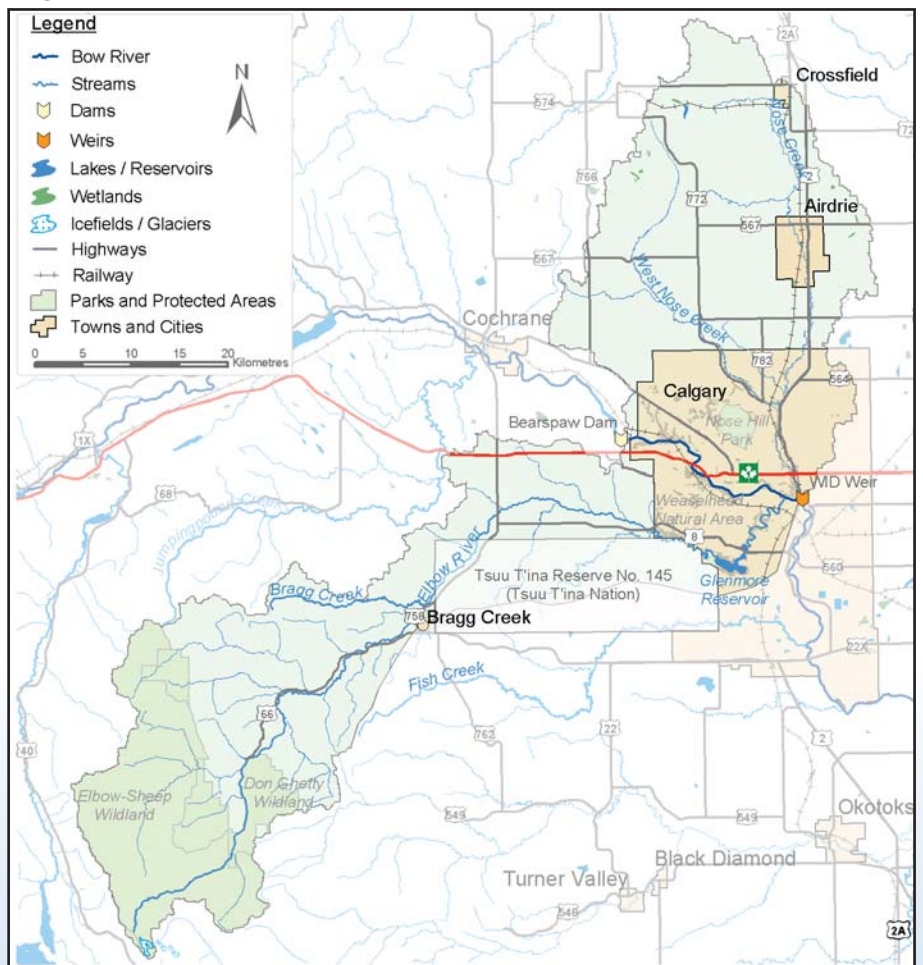 Legend
Bow River
Streams
Dams
Weirs
Lakes / Reservoirs
Wetlands
Icefields / Glaciers
Highways
Railway
Parks and Protected Areas
Towns and Cities
0 5 10 15 20
Kilometres
N
2A
Crossfield
574
72
Nose Creek
766
772
2
Airdrie
567
567
West Nose Creek
Cochrane
782
564
Calgary
Bearspaw Dam
Nose Hill
Park
1X
WID Weir
68
Jumpingpound Creek
Weaselhead
Natural Area
8
Elbow River
Tsuu T'ina Reserve No. 145
(Tsuu T'ina Nation)
560
Glenmore
Reservoir
Bragg Creek
758
Bragg Creek
22X
Fish Creek
66
762
22
2
40
Elbow-Sheep
Wildland
Don Ghetty
Wildland
549
549
Okotoks
Black Diamond
Turner Valley
546
2A